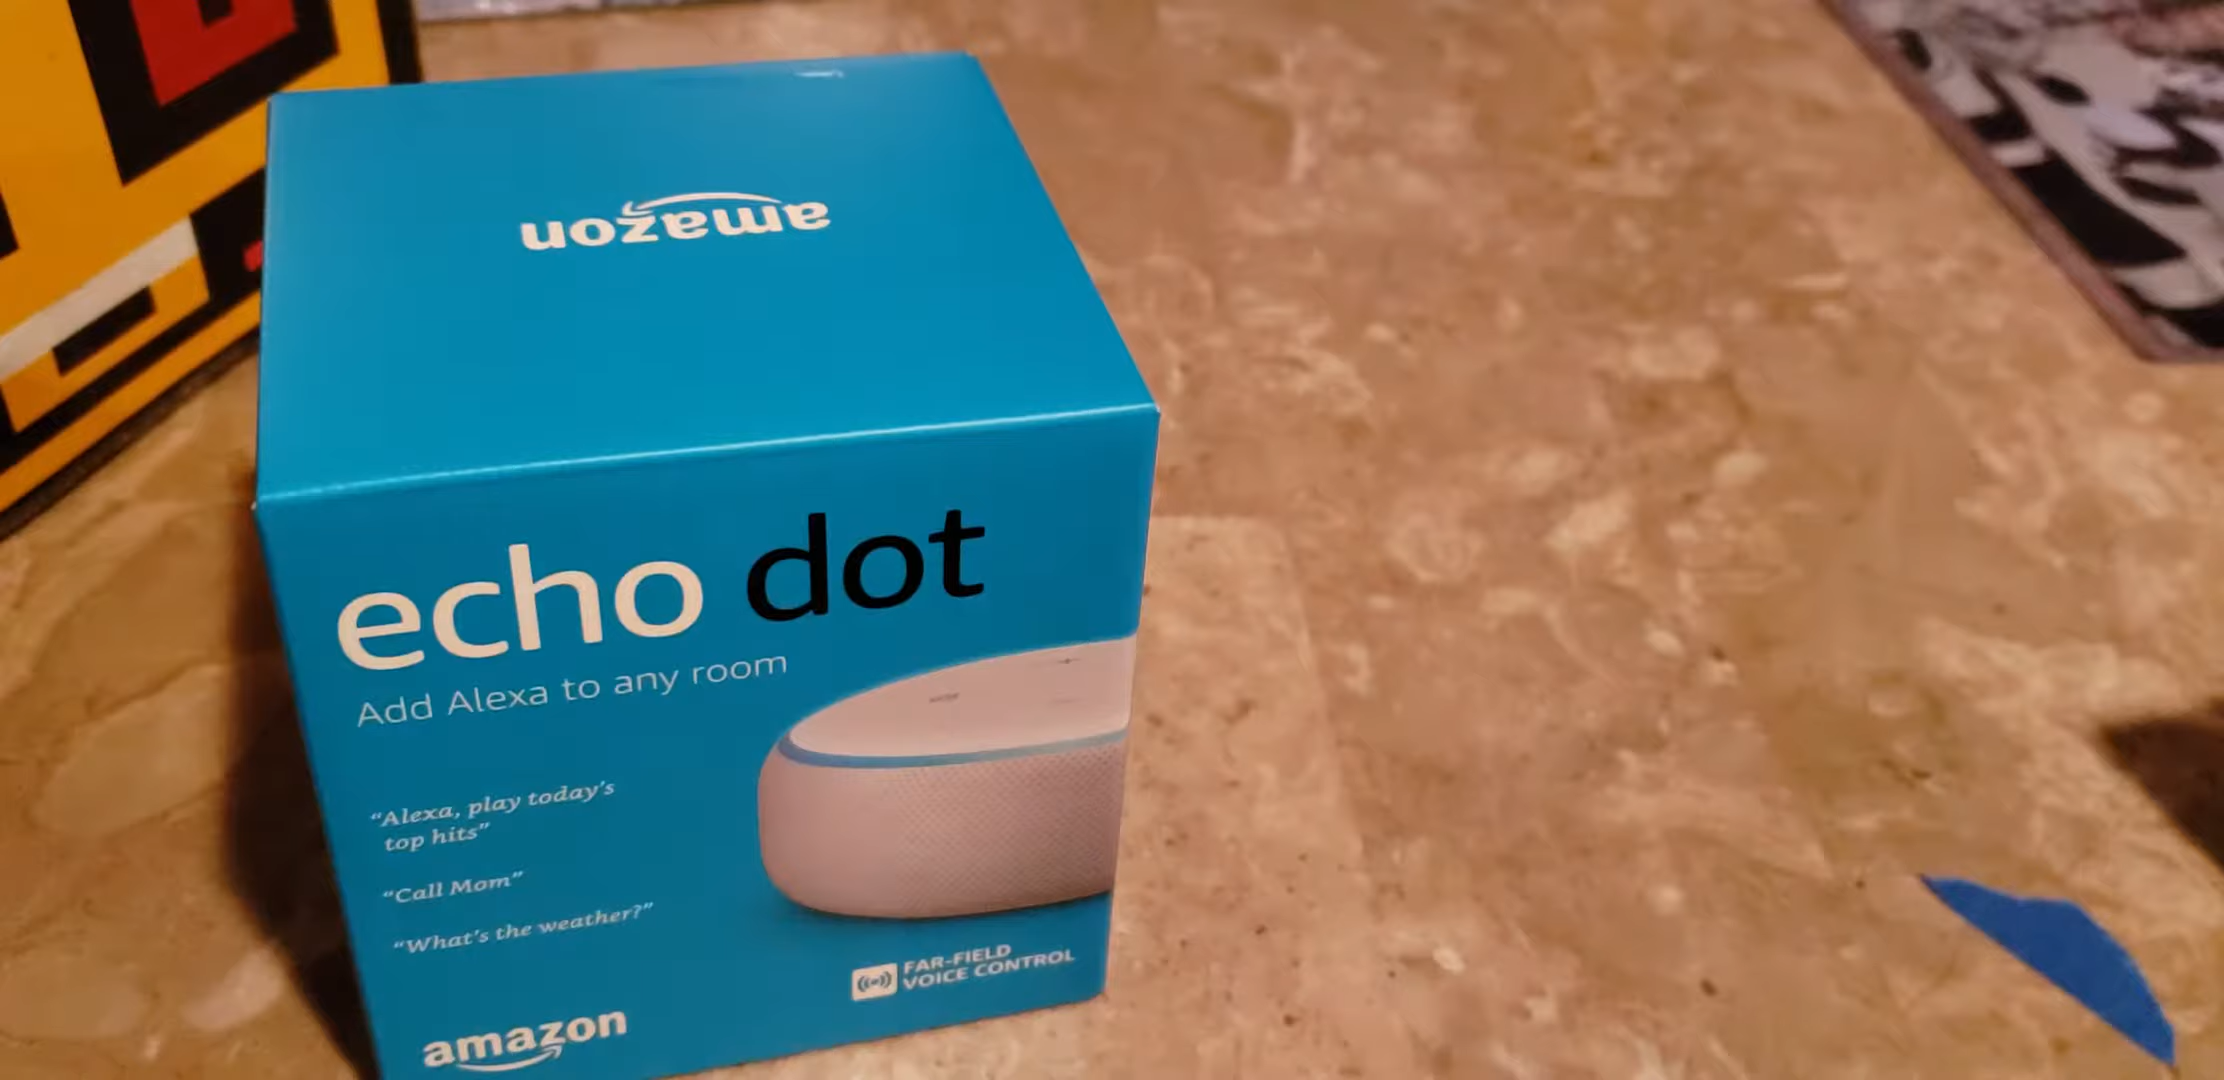 amazon
echo dot
Add Alexa to any room
“Alexa, play today’s
top hits”
“Call Mom”
“What’s the weather?”
FAR-FIELD
VOICE CONTROL
amazon